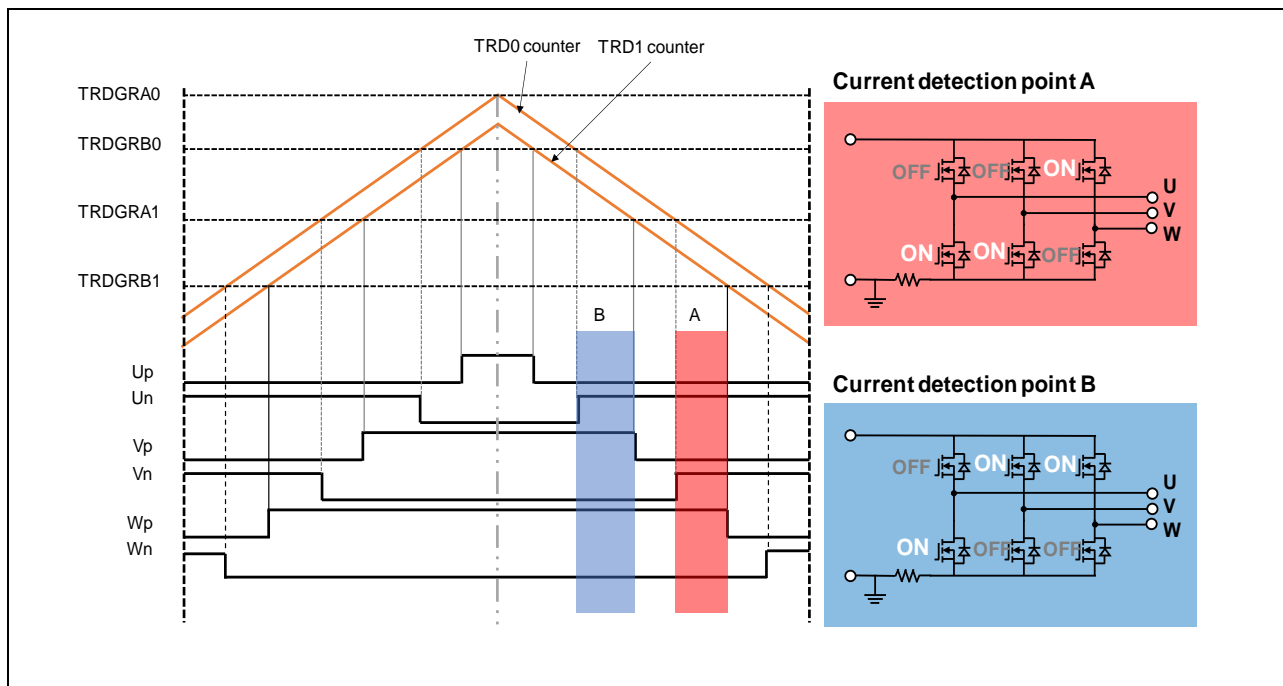 TRD0 counter
TRD1 counter
TRDGRA0
TRDGRB0
TRDGRA1
TRDGRB1
B
A
Up
Un
Vp
Vn
Wp
Wn
Current detection point A
OFF OFF ON
U
V
W
ON ON OFF
Current detection point B
OFF ON ON
U
V
W
ON OFF OFF